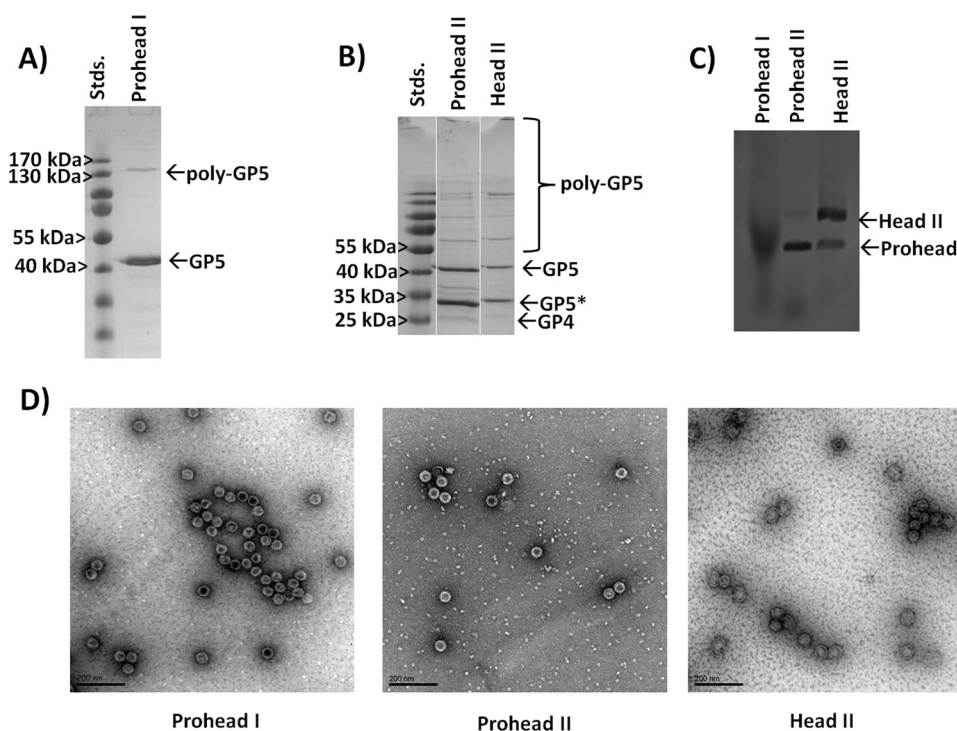 A)
Stds.
Prohead I
170 kDa>
130 kDa>
←poly-GP5
55 kDa>
40 kDa>
←GP5
B)
Stds.
Prohead II
Head II
poly-GP5
55 kDa>
40 kDa>
←GP5
35 kDa>
←GP5*
25 kDa>
←GP4
C)
Prohead I
Prohead II
Head II
←Head II
←Prohead
D)
200 nm
200 nm
200 nm
Prohead I
Prohead II
Head II